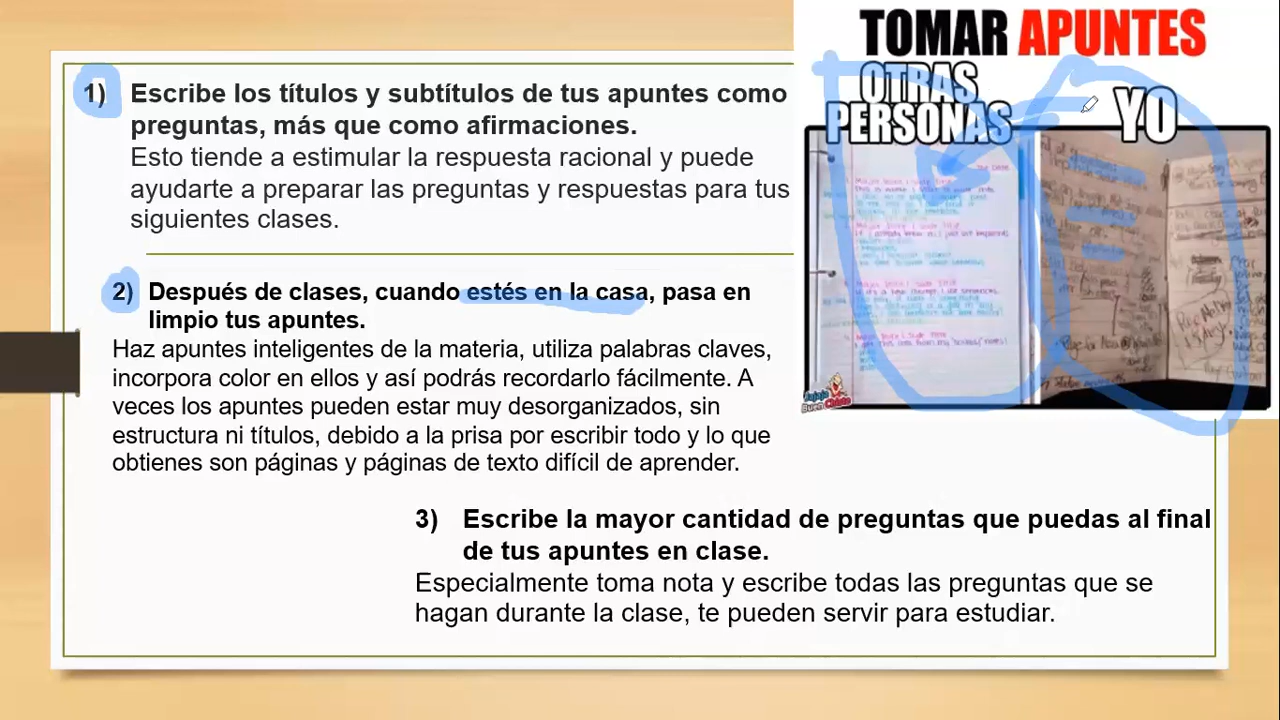 TOMAR APUNTES
OTRAS
PERSONAS
YO
1) Escribe los títulos y subtítulos de tus apuntes como
preguntas, más que como afirmaciones.
Esto tiende a estimular la respuesta racional y puede
ayudarte a preparar las preguntas y respuestas para tus
siguientes clases.
2) Después de clases, cuando estés en la casa, pasa en
limpio tus apuntes.
Haz apuntes inteligentes de la materia, utiliza palabras claves,
incorpora color en ellos y así podrás recordarlo fácilmente. A
veces los apuntes pueden estar muy desorganizados, sin
estructura ni títulos, debido a la prisa por escribir todo y lo que
obtienes son páginas y páginas de texto difícil de aprender.
3) Escribe la mayor cantidad de preguntas que puedas al final
de tus apuntes en clase.
Especialmente toma nota y escribe todas las preguntas que se
hagan durante la clase, te pueden servir para estudiar.
Jajaja
Buen Chiste